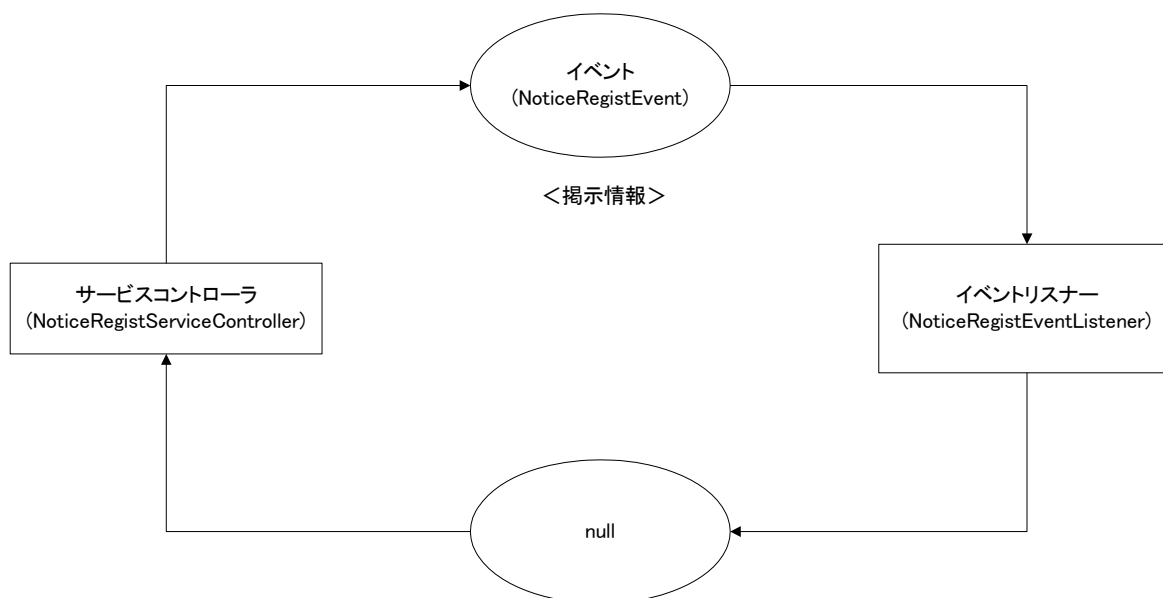 イベント
(NoticeRegistEvent)
＜掲示情報＞
サービスコントローラ
(NoticeRegistServiceController)
イベントリスナー
(NoticeRegistEventListener)
null